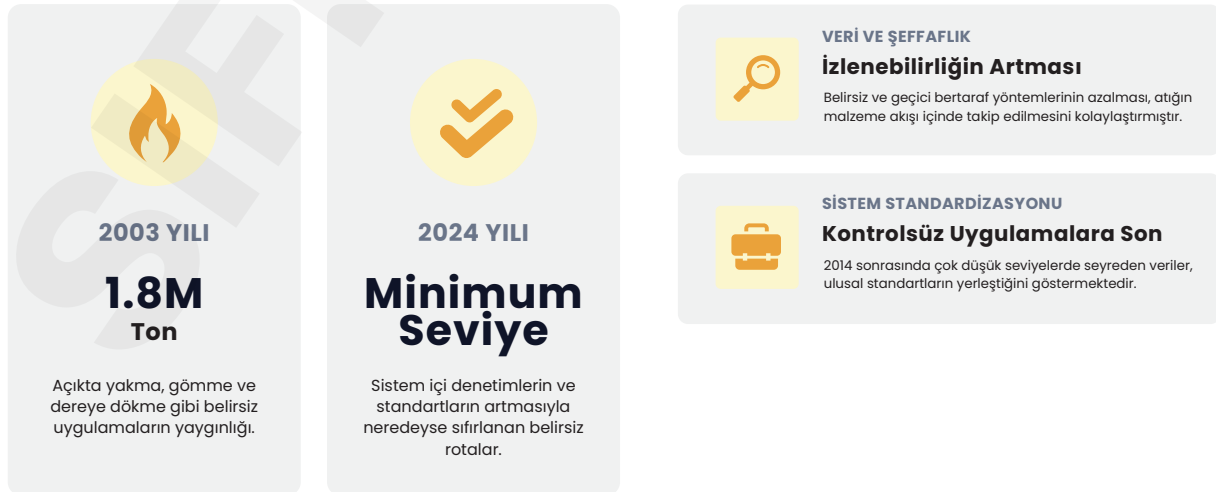 2003 YILI
1.8M
Ton
Açıkta yakma, gömme ve
dereye dökme gibi belirsiz
uygulamaların yaygınlığı.
2024 YILI
Minimum
Seviye
Sistem içi denetimlerin ve
standartların artmasıyla
neredeyse sıfırlanan belirsiz
rotalar.
VERİ VE ŞEFFAFLIK
İzlenebilirliğin Artması
Belirsiz ve geçici bertaraf yöntemlerinin azalması, atığın
malzeme akışı içinde takip edilmesini kolaylaştırmıştır.
SİSTEM STANDARDİZASYONU
Kontrolsüz Uygulamalara Son
2014 sonrasında çok düşük seviyelerde seyreden veriler,
ulusal standartların yerleştiğini göstermektedir.